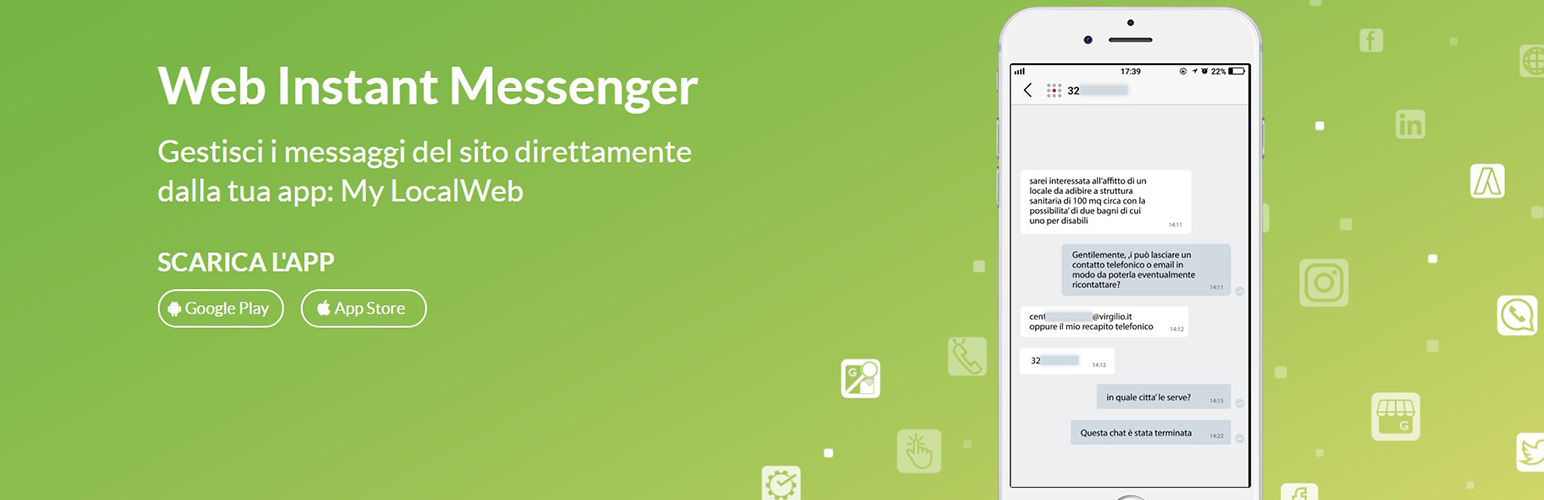 Web Instant Messenger
Gestisci i messaggi del sito direttamente
dalla tua app: My LocalWeb
SCARICA L'APP
Google Play
App Store
17:39
22%
32
sarei interessata all'affitto di un
locale da adibire a struttura
sanitaria di 100 mq circa con la
possibilita' di due bagni di cui
uno per disabili
14:11
Gentilemente, ,i può lasciare un
contatto telefonico o email in
modo da poterla eventualmente
ricontattare?
14:11
cent @virgilio.it
oppure il mio recapito telefonico
14:12
32
14:12
in quale citta' le serve?
14:15
Questa chat è stata terminata
14:22